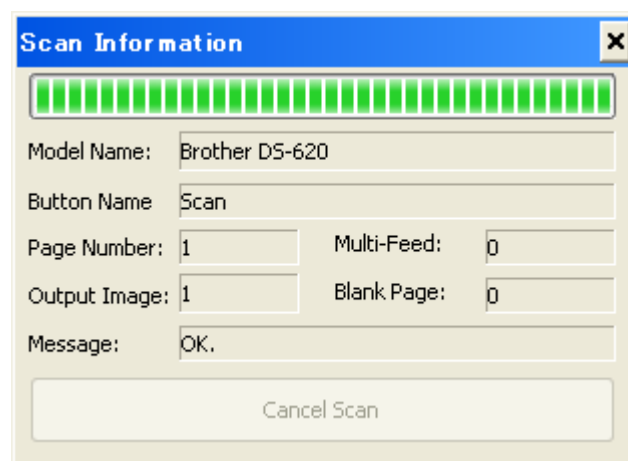 Scan Information
Model Name: Brother DS-620
Button Name Scan
Page Number: 1 Multi-Feed: 0
Output Image: 1 Blank Page: 0
Message: OK.
Cancel Scan